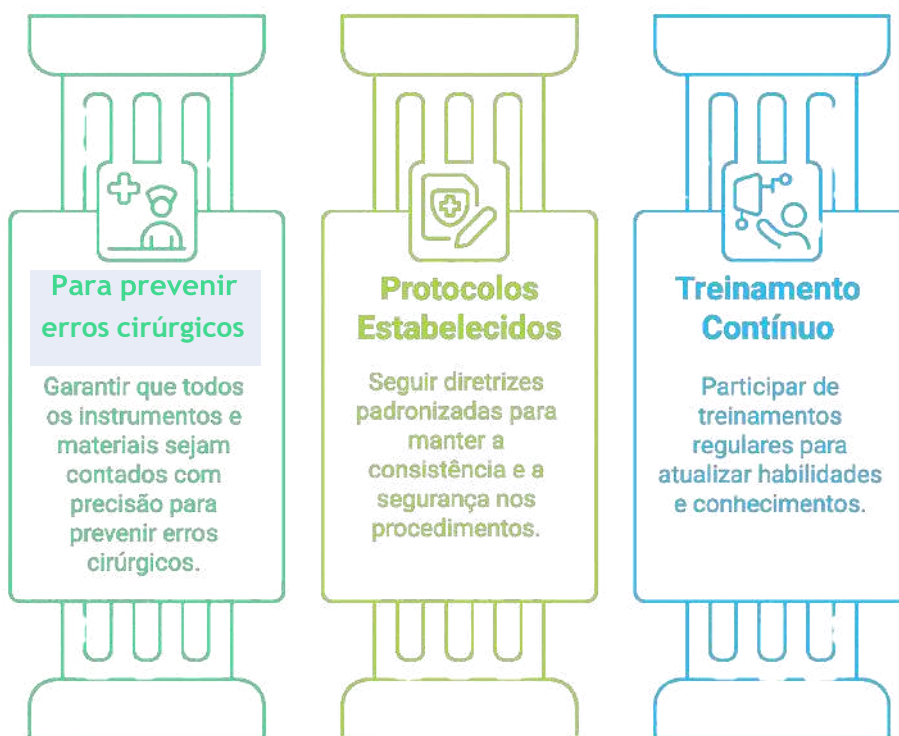 Para prevenir
erros cirúrgicos
Garantir que todos
os instrumentos e
materiais sejam
contados com
precisão para
prevenir erros
cirúrgicos.
Protocolos
Estabelecidos
Seguir diretrizes
padronizadas para
manter a
consistência e a
segurança nos
procedimentos.
Treinamento
Contínuo
Participar de
treinamentos
regulares para
atualizar habilidades
e conhecimentos.